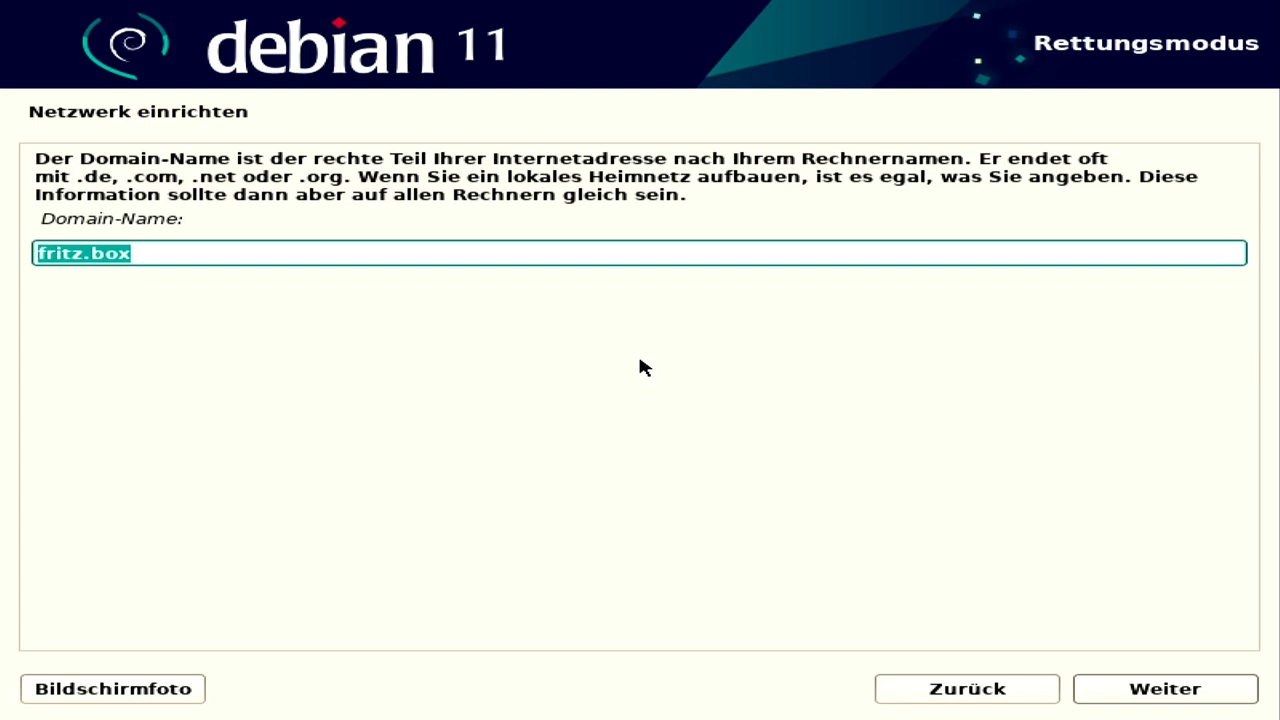 debian 11
Rettungsmodus
Netzwerk einrichten
Der Domain-Name ist der rechte Teil Ihrer Internetadresse nach Ihrem Rechnernamen. Er endet oft
mit .de, .com, .net oder .org. Wenn Sie ein lokales Heimnetz aufbauen, ist es egal, was Sie angeben. Diese
Information sollte dann aber auf allen Rechnern gleich sein.
Domain-Name:
fritz.box
Bildschirmfoto
Zurück
Weiter